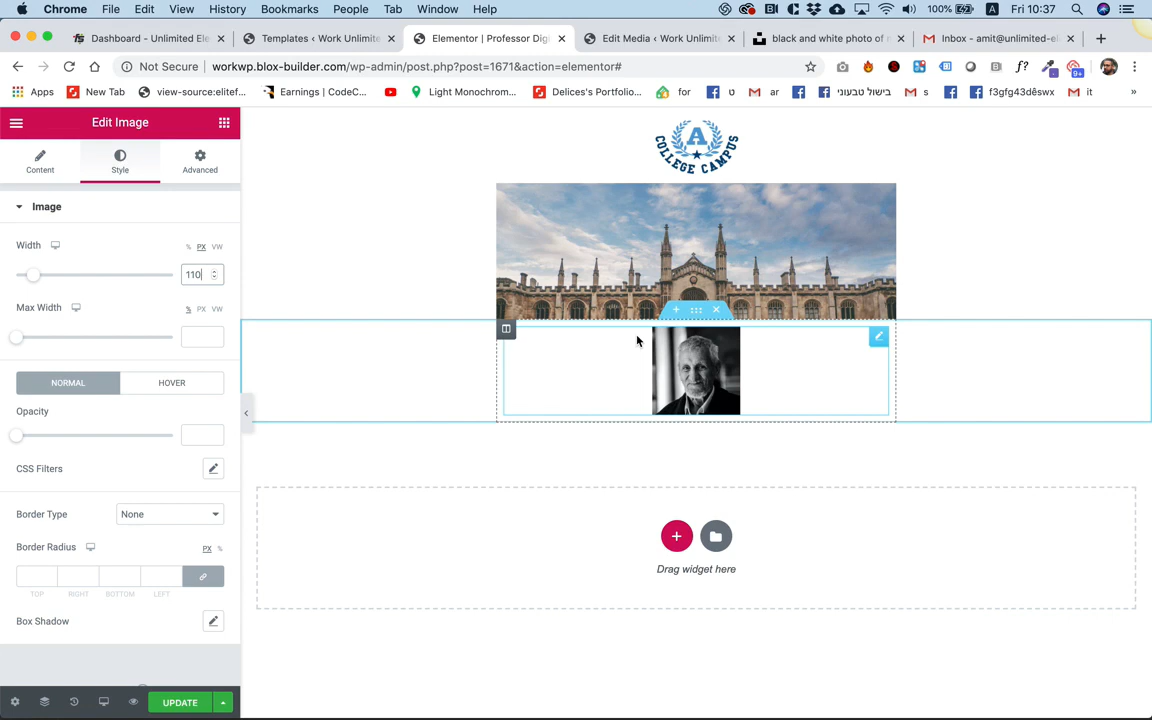 Chrome File Edit View History Bookmarks People Tab Window Help 100% A Fri 10:37
Dashboard - Unlimited Ele
Templates ‹ Work Unlimite
Elementor | Professor Dig
Edit Media ‹ Work Unlimite
black and white photo of
Inbox - amit@unlimited-el
Not Secure | workwp.blox-builder.com/wp-admin/post.php?post=1671&action=elementor#
f? 9+
Apps New Tab view-source:elitef... Earnings | CodeC... Light Monochrom... Delices's Portfolio... for ט ar בישול טבעוני s f3gfg43dêswx it »
Edit Image
Content Style Advanced
Image
Width % PX VW
110
Max Width % PX VW
NORMAL HOVER
Opacity
CSS Filters
Border Type None
Border Radius PX %
TOP RIGHT BOTTOM LEFT
Box Shadow
UPDATE
A
COLLEGE CAMPUS
Drag widget here